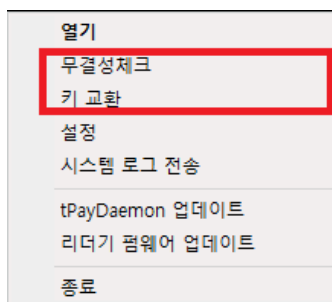 열기
무결성체크
키 교환
설정
시스템 로그 전송
tPayDaemon 업데이트
리더기 펌웨어 업데이트
종료